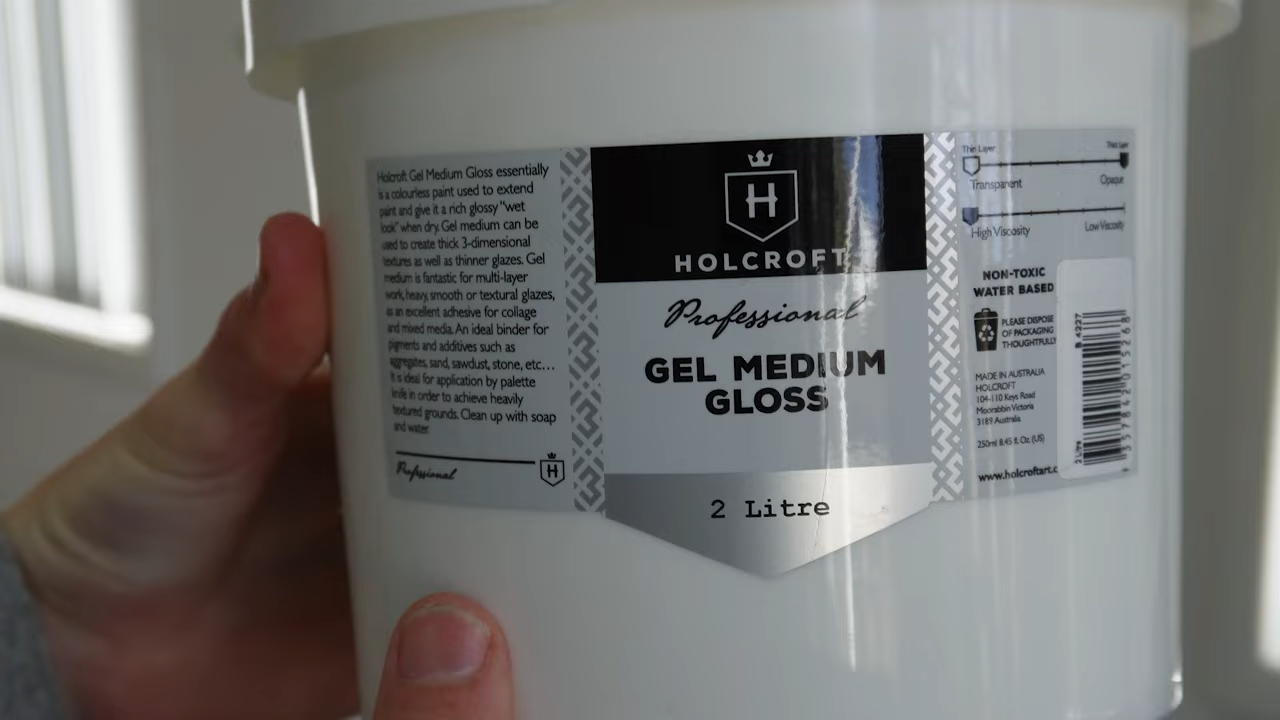 Holcroft Gel Medium Gloss essentially
is a colourless paint used to extend
paint and give it a rich glossy "wet
look" when dry. Gel medium can be
used to create thick 3-dimensional
textures as well as thinner glazes. Gel
medium is fantastic for multi-layer
work, heavy, smooth or textural glazes,
as an excellent adhesive for collage
and mixed media. An ideal binder for
pigments and additives such as
aggregates, sand, sawdust, stone, etc...
It is ideal for application by palette
knife in order to achieve heavily
textured grounds. Clean up with soap
and water.
Professional
H
H
HOLCROFT
Professional
GEL MEDIUM
GLOSS
2 Litre
Thin Layer
Thick Layer
Transparent
Opaque
High Viscosity
Low Viscosity
NON-TOXIC
WATER BASED
PLEASE DISPOSE
OF PACKAGING
THOUGHTFULLY
MADE IN AUSTRALIA
HOLCROFT
104-110 Keys Road
Moorabbin Victoria
3189 Australia
250ml 8.45 fl. Oz. (US)
www.holcroftart.c
2 Litre